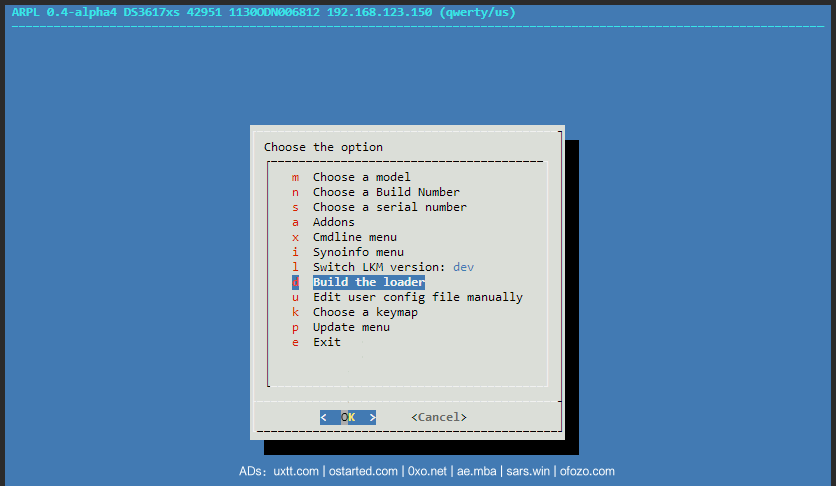 ARPL 0.4-alpha4 DS3617xs 42951 1130ODN006812 192.168.123.150 (qwerty/us)
Choose the option
m Choose a model
n Choose a Build Number
s Choose a serial number
a Addons
x Cmdline menu
i Synoinfo menu
l Switch LKM version: dev
Build the loader
u Edit user config file manually
k Choose a keymap
p Update menu
e Exit
< OK > <Cancel>
ADs: uxtt.com | ostarted.com | 0xo.net | ae.mba | sars.win | ofozo.com